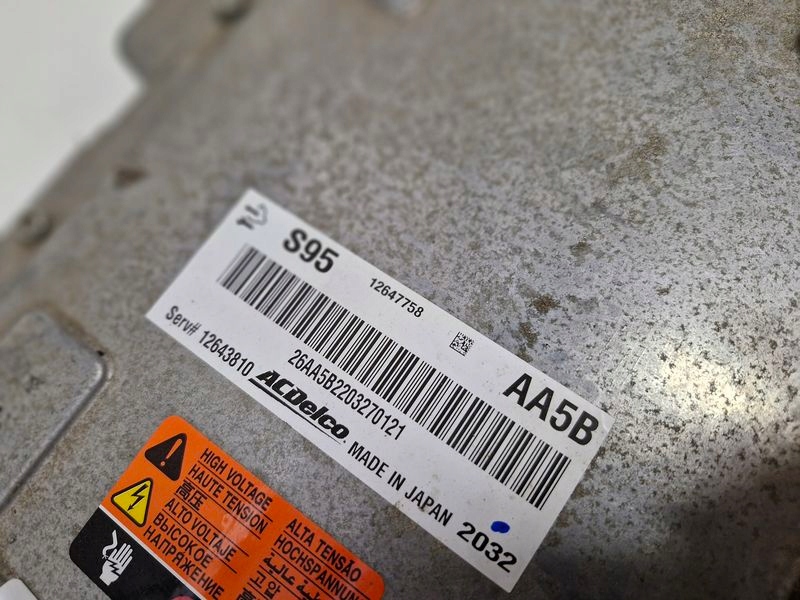 S95
12647758
AA5B
Serv# 12643810
26AA5B2203270121
ACDelco
MADE IN JAPAN 2032
HIGH VOLTAGE
HAUTE TENSION
高压
ALTO VOLTAJE
ВЫСОКОЕ
НАПРЯЖЕНИЕ
ALTA TENSÃO
HOCHSPANNUN
고압